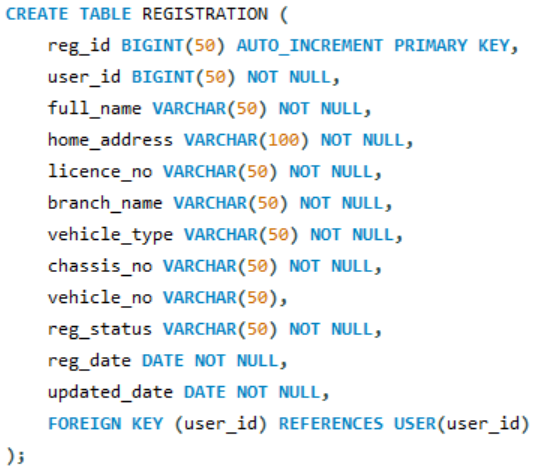 CREATE TABLE REGISTRATION (
    reg_id BIGINT(50) AUTO_INCREMENT PRIMARY KEY,
    user_id BIGINT(50) NOT NULL,
    full_name VARCHAR(50) NOT NULL,
    home_address VARCHAR(100) NOT NULL,
    licence_no VARCHAR(50) NOT NULL,
    branch_name VARCHAR(50) NOT NULL,
    vehicle_type VARCHAR(50) NOT NULL,
    chassis_no VARCHAR(50) NOT NULL,
    vehicle_no VARCHAR(50),
    reg_status VARCHAR(50) NOT NULL,
    reg_date DATE NOT NULL,
    updated_date DATE NOT NULL,
    FOREIGN KEY (user_id) REFERENCES USER(user_id)
);